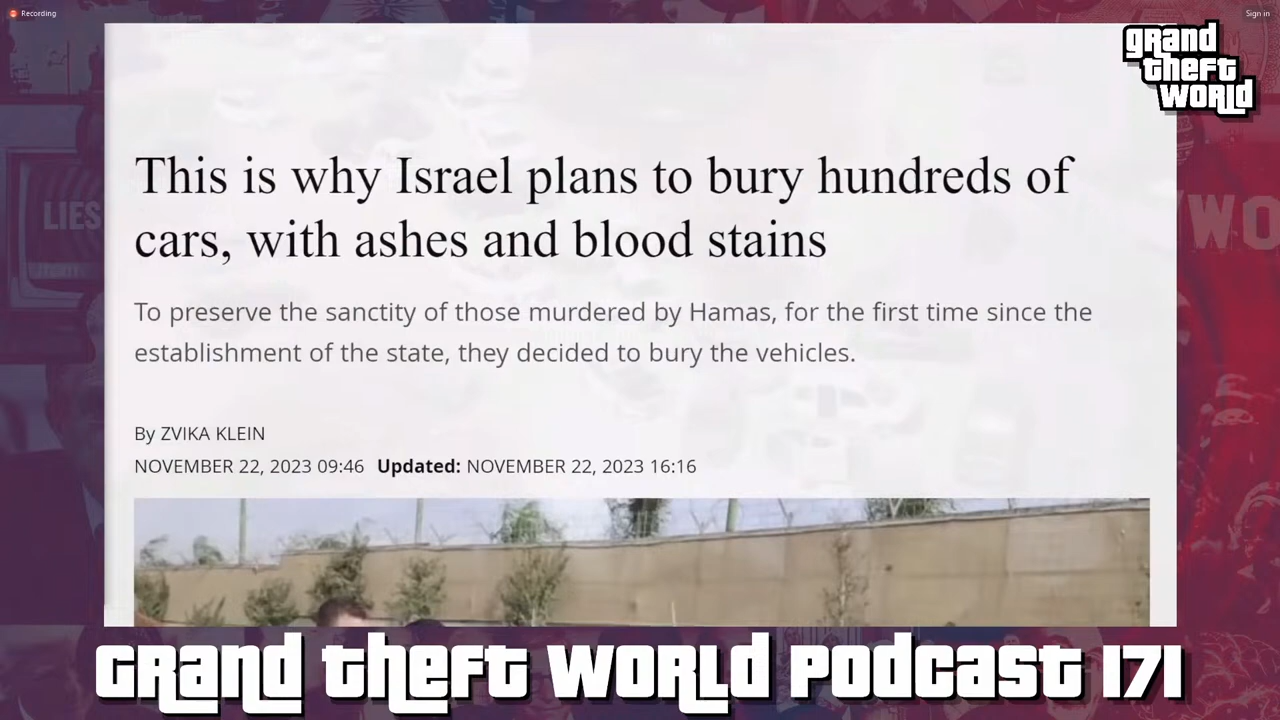 Recording
Sign in
grand
theft
world
LIES
WO
This is why Israel plans to bury hundreds of
cars, with ashes and blood stains
To preserve the sanctity of those murdered by Hamas, for the first time since the
establishment of the state, they decided to bury the vehicles.
By ZVIKA KLEIN
NOVEMBER 22, 2023 09:46 Updated: NOVEMBER 22, 2023 16:16
Grand theft World Podcast 171